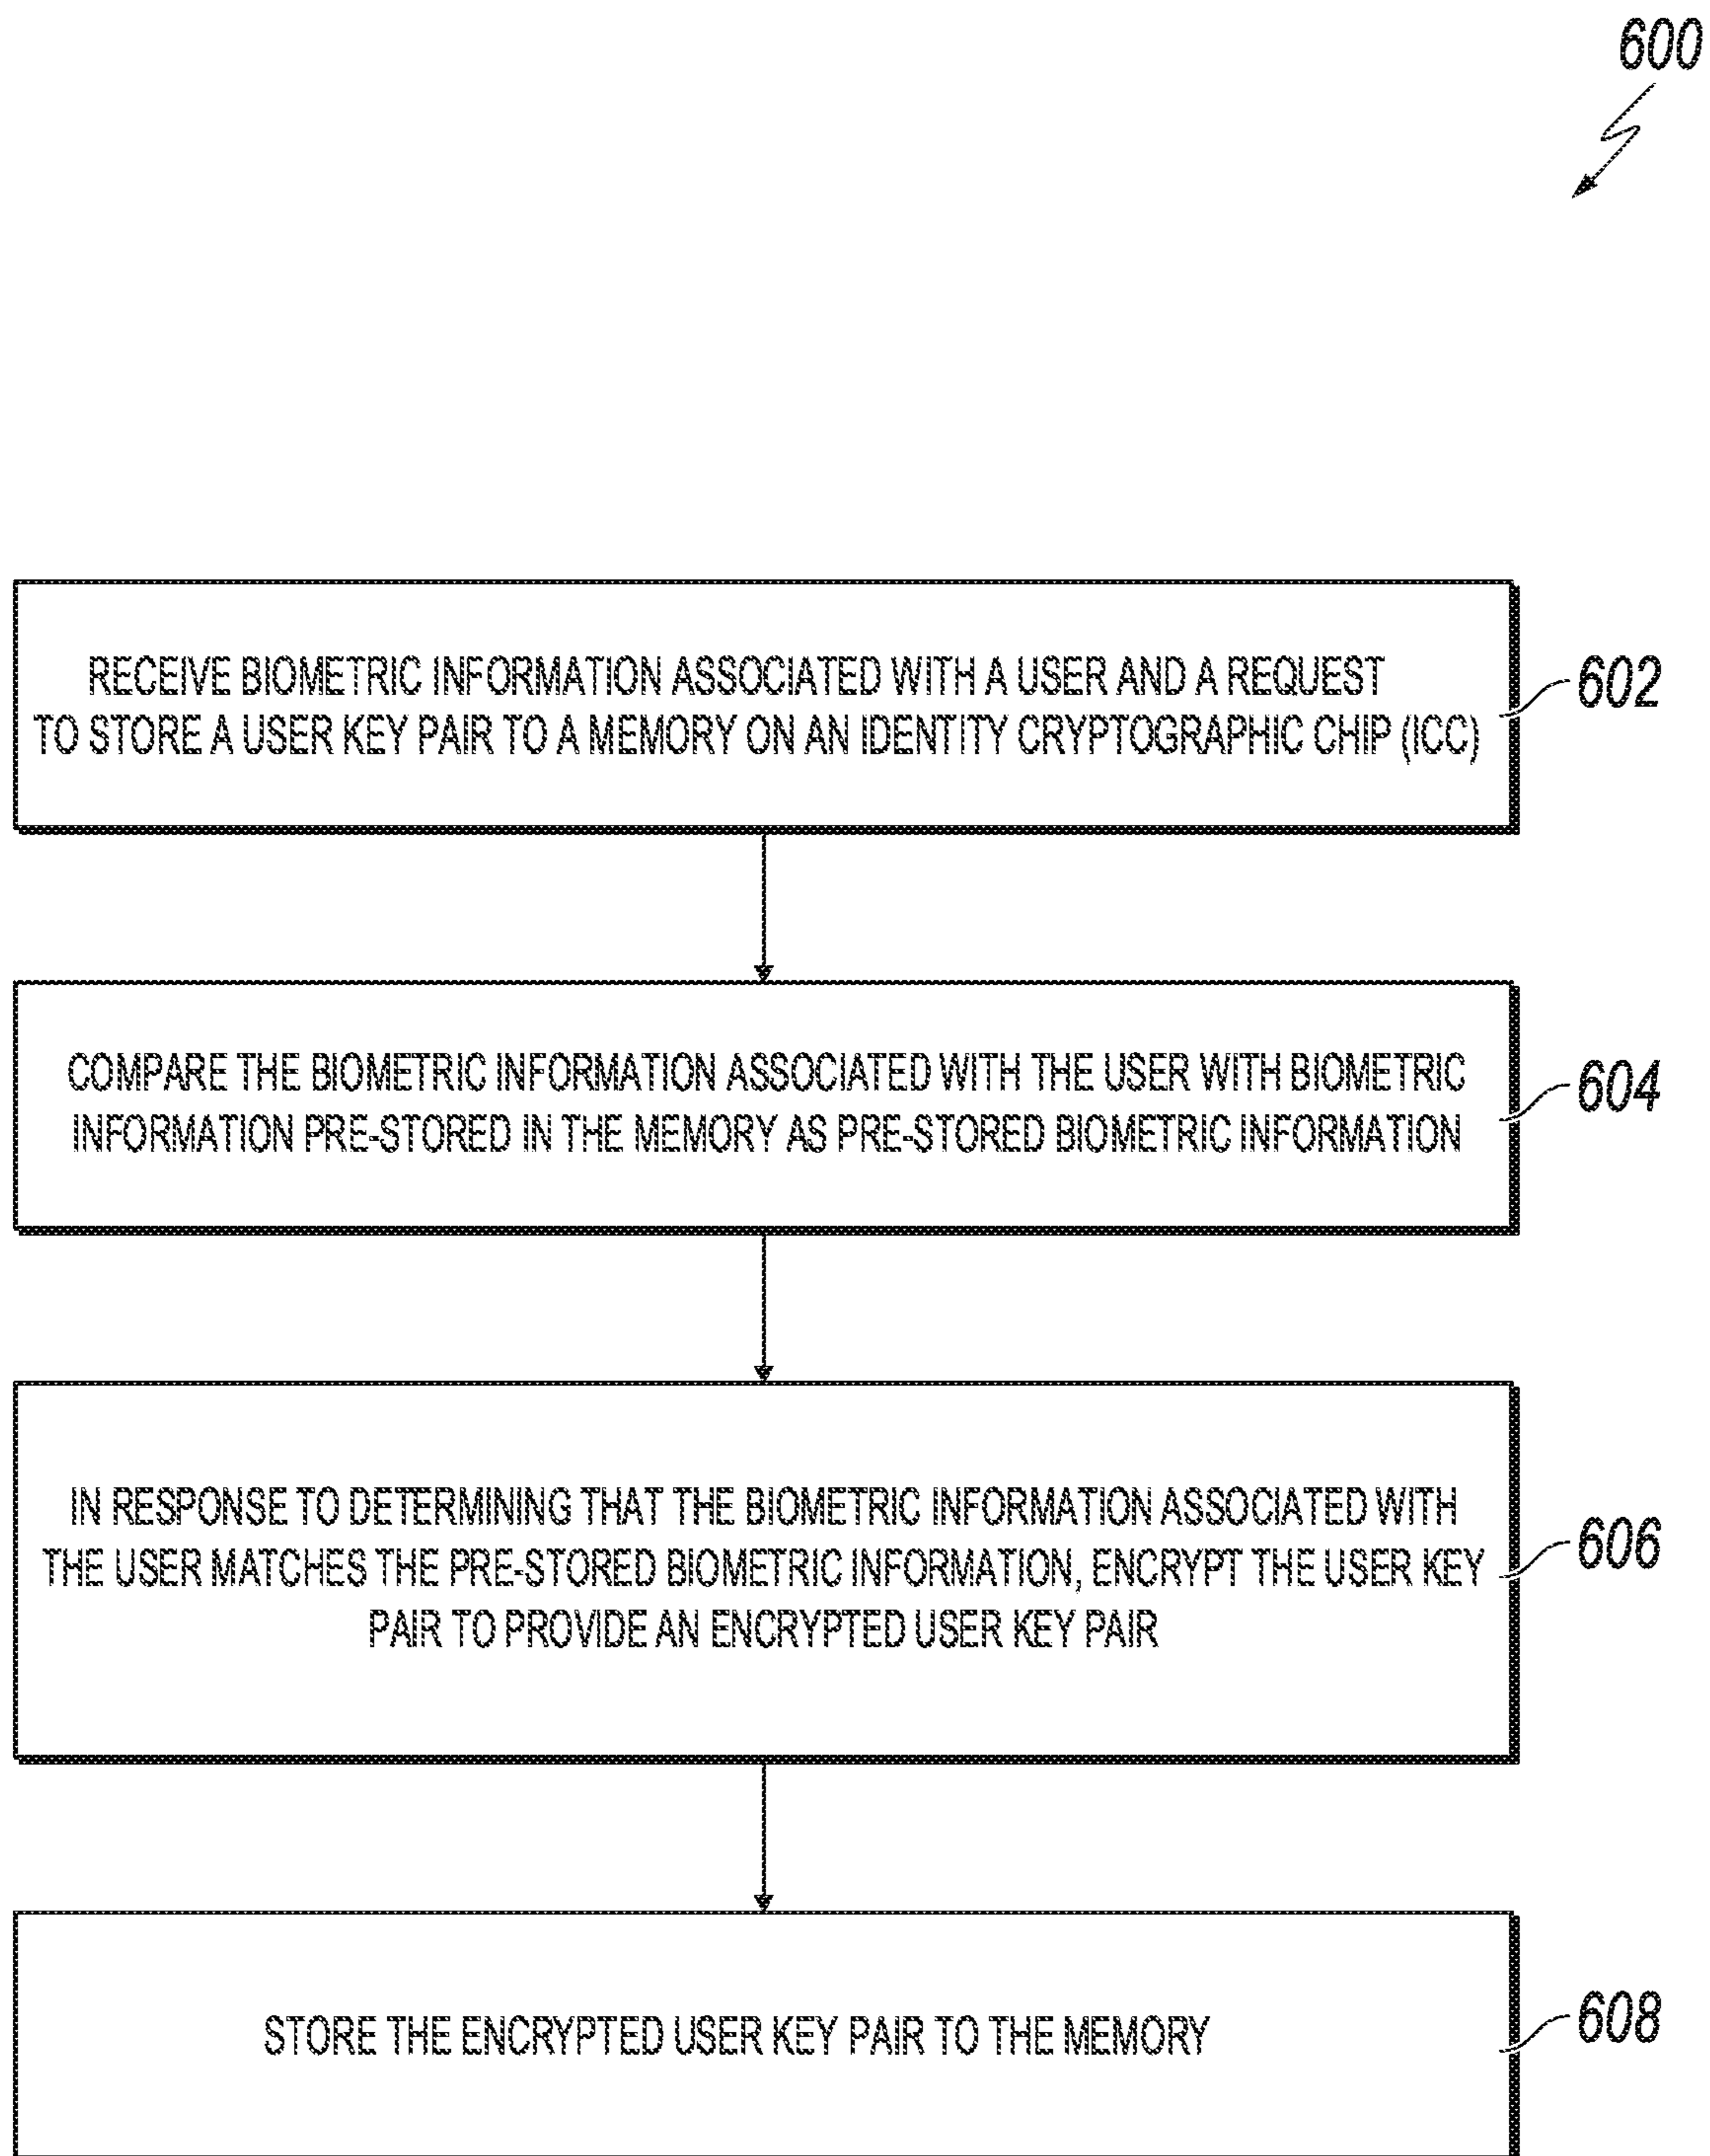 600
RECEIVE BIOMETRIC INFORMATION ASSOCIATED WITH A USER AND A REQUEST
TO STORE A USER KEY PAIR TO A MEMORY ON AN IDENTITY CRYPTOGRAPHIC CHIP (ICC)
602
COMPARE THE BIOMETRIC INFORMATION ASSOCIATED WITH THE USER WITH BIOMETRIC
INFORMATION PRE-STORED IN THE MEMORY AS PRE-STORED BIOMETRIC INFORMATION
604
IN RESPONSE TO DETERMINING THAT THE BIOMETRIC INFORMATION ASSOCIATED WITH
THE USER MATCHES THE PRE-STORED BIOMETRIC INFORMATION, ENCRYPT THE USER KEY
PAIR TO PROVIDE AN ENCRYPTED USER KEY PAIR
606
STORE THE ENCRYPTED USER KEY PAIR TO THE MEMORY
608